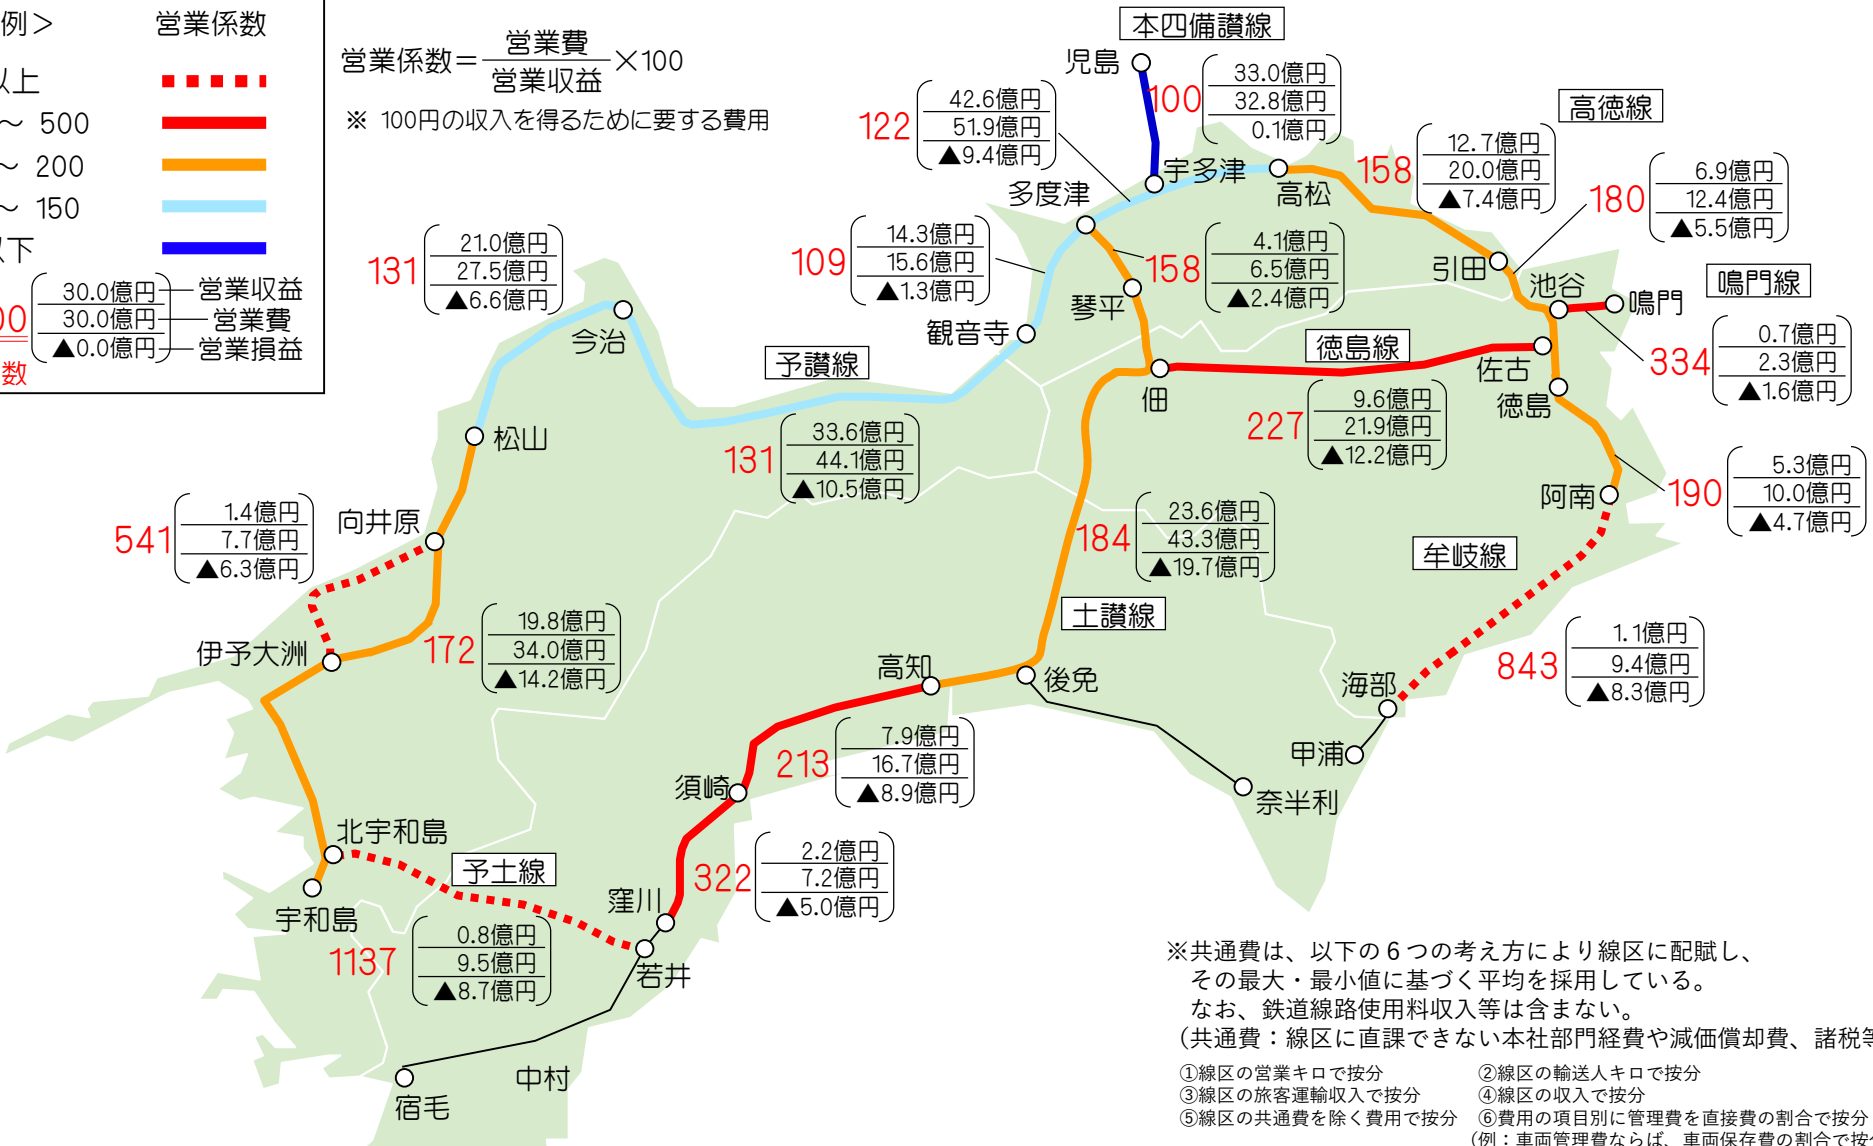 例＞
営業係数
以上
～ 500
～ 200
～ 150
以下
30.0億円 営業収益
30.0億円 営業費
▲0.0億円 営業損益
数
営業係数＝営業費/営業収益×100
※ 100円の収入を得るために要する費用
本四備讃線
児島
100
33.0億円
32.8億円
0.1億円
122
42.6億円
51.9億円
▲9.4億円
宇多津
高松
多度津
高徳線
158
12.7億円
20.0億円
▲7.4億円
180
6.9億円
12.4億円
▲5.5億円
131
21.0億円
27.5億円
▲6.6億円
109
14.3億円
15.6億円
▲1.3億円
158
4.1億円
6.5億円
▲2.4億円
引田
池谷
鳴門
鳴門線
334
0.7億円
2.3億円
▲1.6億円
今治
観音寺
琴平
予讃線
徳島線
佐古
徳島
佃
227
9.6億円
21.9億円
▲12.2億円
松山
131
33.6億円
44.1億円
▲10.5億円
190
5.3億円
10.0億円
▲4.7億円
阿南
541
1.4億円
7.7億円
▲6.3億円
向井原
184
23.6億円
43.3億円
▲19.7億円
牟岐線
土讃線
伊予大洲
172
19.8億円
34.0億円
▲14.2億円
843
1.1億円
9.4億円
▲8.3億円
高知
後免
海部
甲浦
奈半利
213
7.9億円
16.7億円
▲8.9億円
須崎
322
2.2億円
7.2億円
▲5.0億円
北宇和島
予土線
宇和島
窪川
若井
1137
0.8億円
9.5億円
▲8.7億円
中村
宿毛
※共通費は、以下の６つの考え方により線区に配賦し、
その最大・最小値に基づく平均を採用している。
なお、鉄道線路使用料収入等は含まない。
（共通費：線区に直課できない本社部門経費や減価償却費、諸税等
①線区の営業キロで按分 ②線区の輸送人キロで按分
③線区の旅客運輸収入で按分 ④線区の収入で按分
⑤線区の共通費を除く費用で按分 ⑥費用の項目別に管理費を直接費の割合で按分
（例：車両管理費ならば、車両保存費の割合で按分